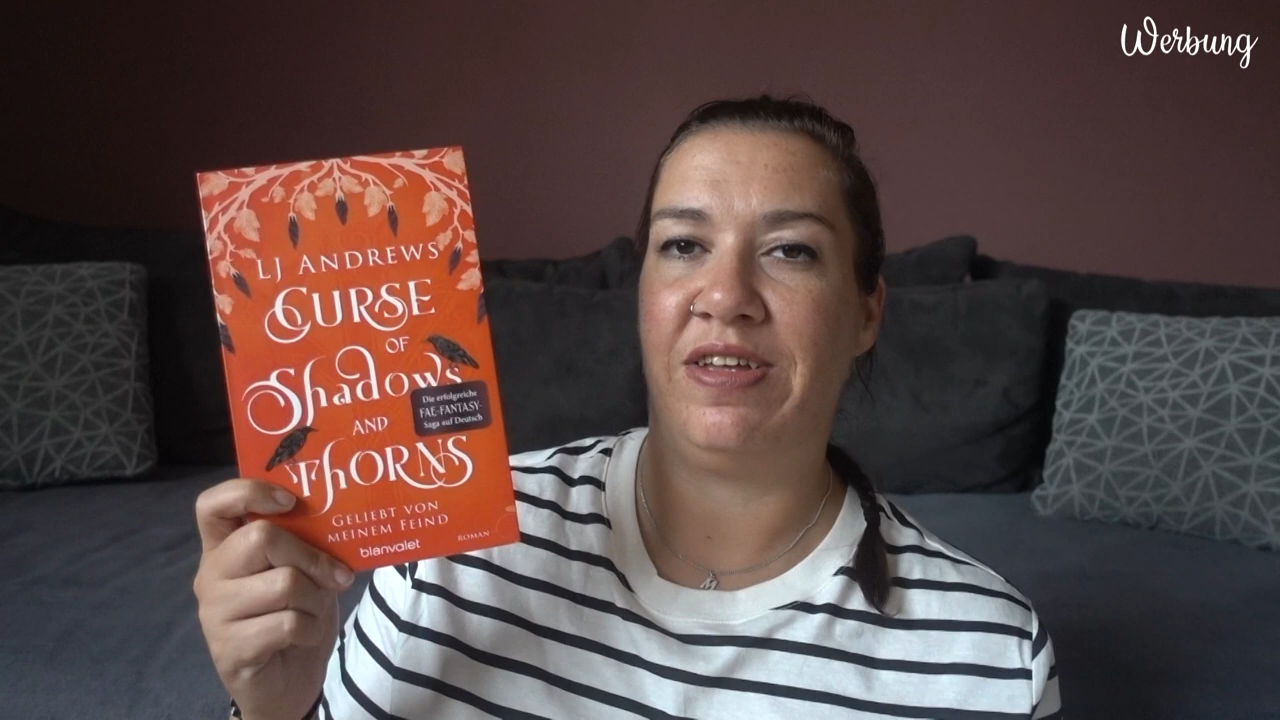 Werbung
LJ ANDREWS
CURSE
OF
Shadows
AND
ThORNS
Die erfolgreiche
FAE-FANTASY-
Saga auf Deutsch
GELIEBT VON
MEINEM FEIND
ROMAN
blanvalet
M